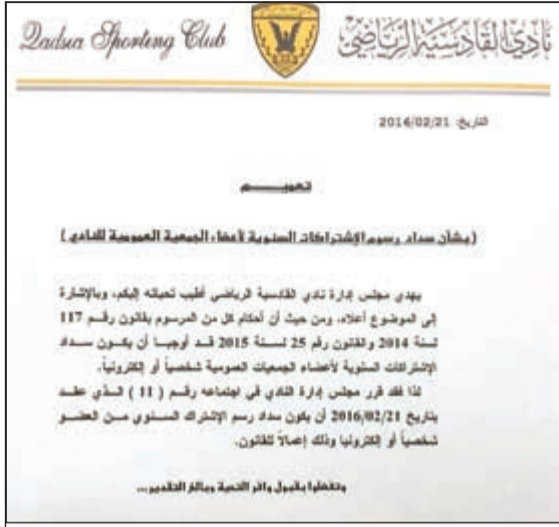 Qadsia Sporting Club
نادي القادسية الرياضي
التاريخ: 2016/02/21
تعميم
(بشأن سداد رسوم الإشتراكات السنوية لأعضاء الجمعية العمومية للنادي)
يهدي مجلس إدارة نادي القادسية الرياضي أطيب تحياته إليكم، وبالإشارة
إلى الموضوع أعلاه، ومن حيث أن أحكام كل من المرسوم بقانون رقم 117
لسنة 2014 والقانون رقم 25 لسنة 2015 قد أوجبا أن يكون سداد
الإشتراكات السنوية لأعضاء الجمعيات العمومية شخصياً أو إلكترونياً.
لذا فقد قرر مجلس إدارة النادي في اجتماعه رقم (11) الذي عقد
بتاريخ 2016/02/21 أن يكون سداد رسم الإشتراك السنوي من العضو
شخصياً أو إلكترونيا وذلك إعمالاً للقانون.
وتفضلوا بقبول وافر التحية وبالغ التقدير...